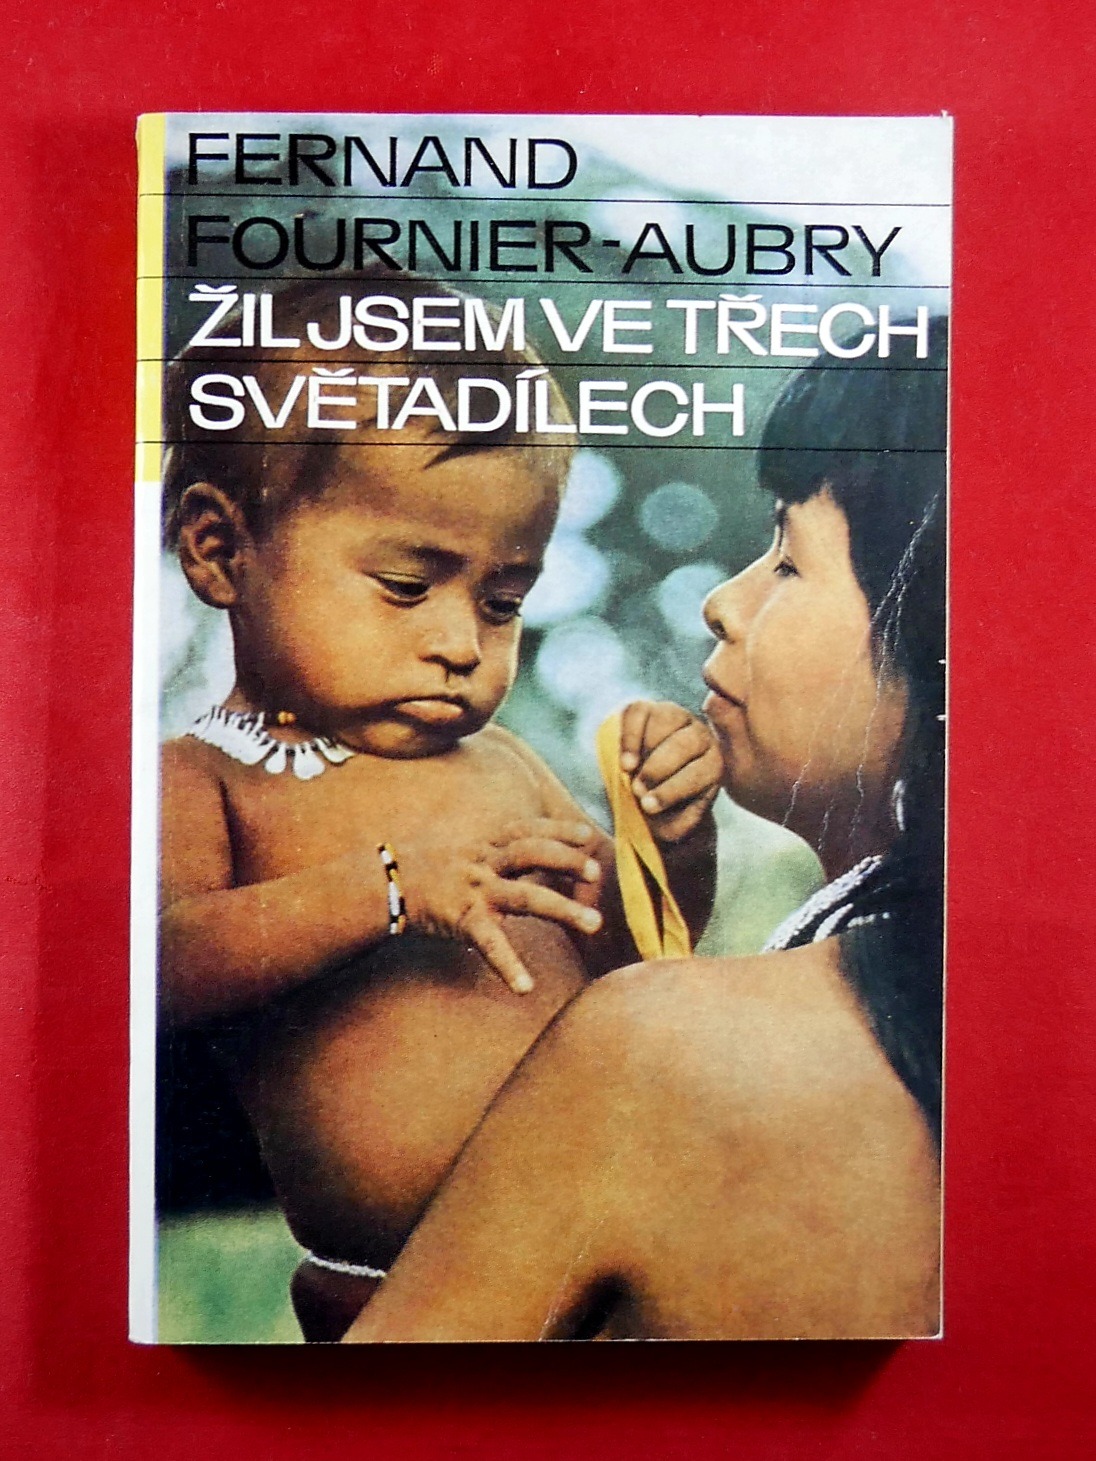 FERNAND
FOURNIER-AUBRY
ŽIL JSEM VE TŘECH
SVĚTADÍLECH